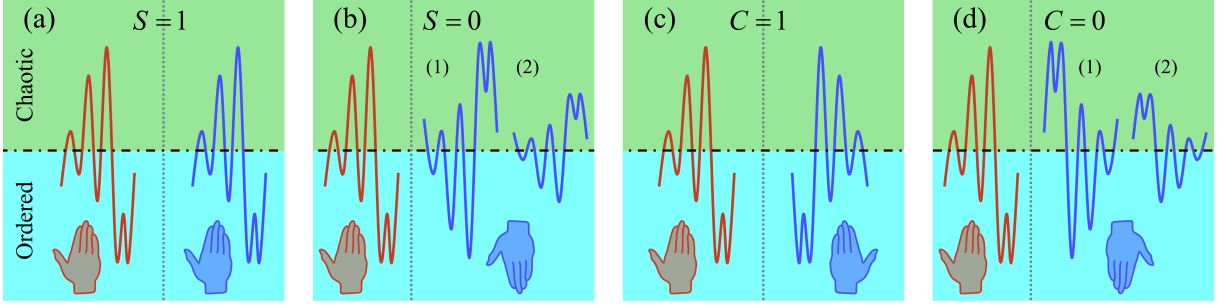 (a) S = 1
(b) S = 0
(c) C = 1
(d) C = 0
Chaotic
(1) (2)
(1) (2)
Ordered